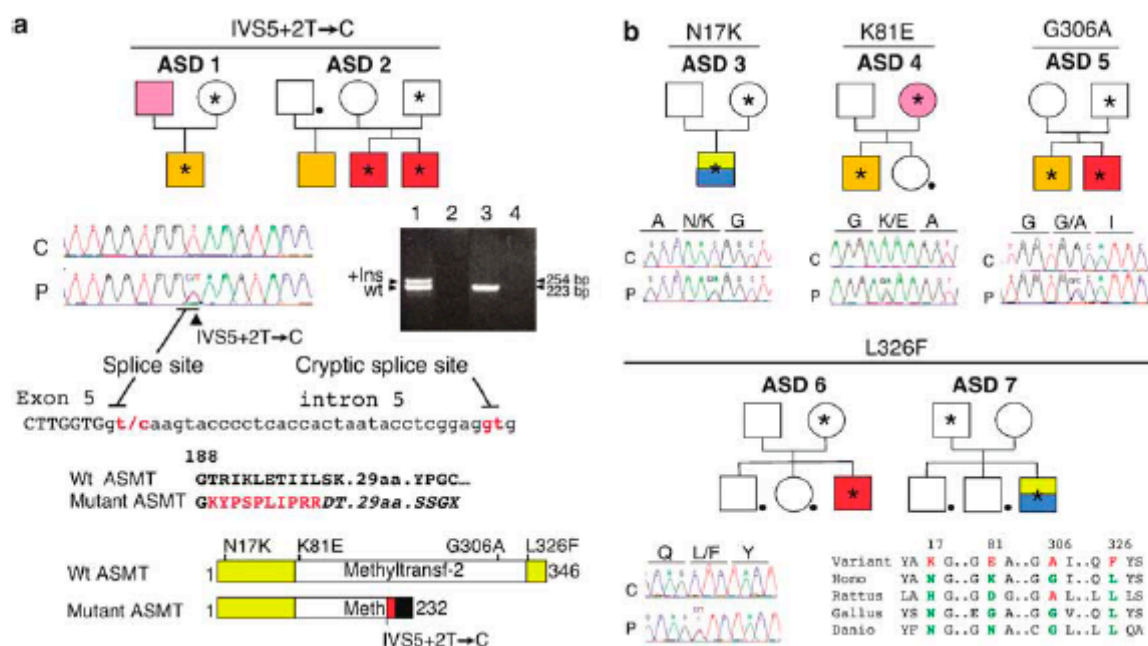 a
IVS5+2T→C
ASD 1 ASD 2
*
*
* * *
1 2 3 4
C
P
+Ins
wt
254 bp
223 bp
IVS5+2T→C
Splice site Cryptic splice site
Exon 5 intron 5
CTTGGTGgt/caagtacccctcaccactaatacctcggaggtg
188
Wt ASMT GTRIKLETIILSK.29aa.YPGC…
Mutant ASMT GKYPSPLIPRRDT.29aa.SSGX
N17K K81E G306A L326F
Wt ASMT 1 Methyltransf-2 346
Mutant ASMT 1 Meth 232
IVS5+2T→C
b
N17K K81E G306A
ASD 3 ASD 4 ASD 5
* * *
* * * *
A N/K G G K/E A G G/A I
C C C
P P P
L326F
ASD 6 ASD 7
* *
* *
Q L/F Y
C
P
17 81 306 326
Variant YA K G..G E A..G A I..Q F YS
Homo YA N G..G K A..G G I..Q L YS
Rattus LA H G..G D G..G A L..L L LS
Gallus YS N G..E G A..G G V..Q L YS
Danio YF N G..G N A..C G L..L L QA